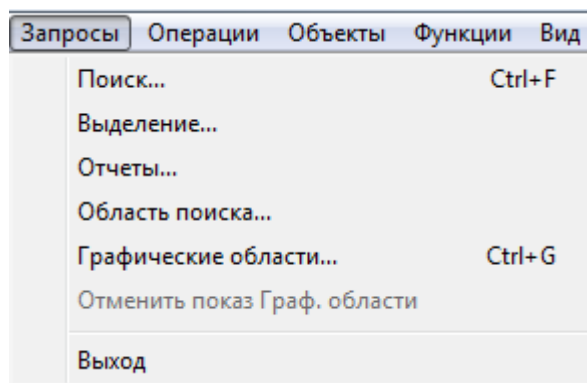 Запросы Операции Объекты Функции Вид
Поиск... Ctrl+F
Выделение...
Отчеты...
Область поиска...
Графические области... Ctrl+G
Отменить показ Граф. области
Выход